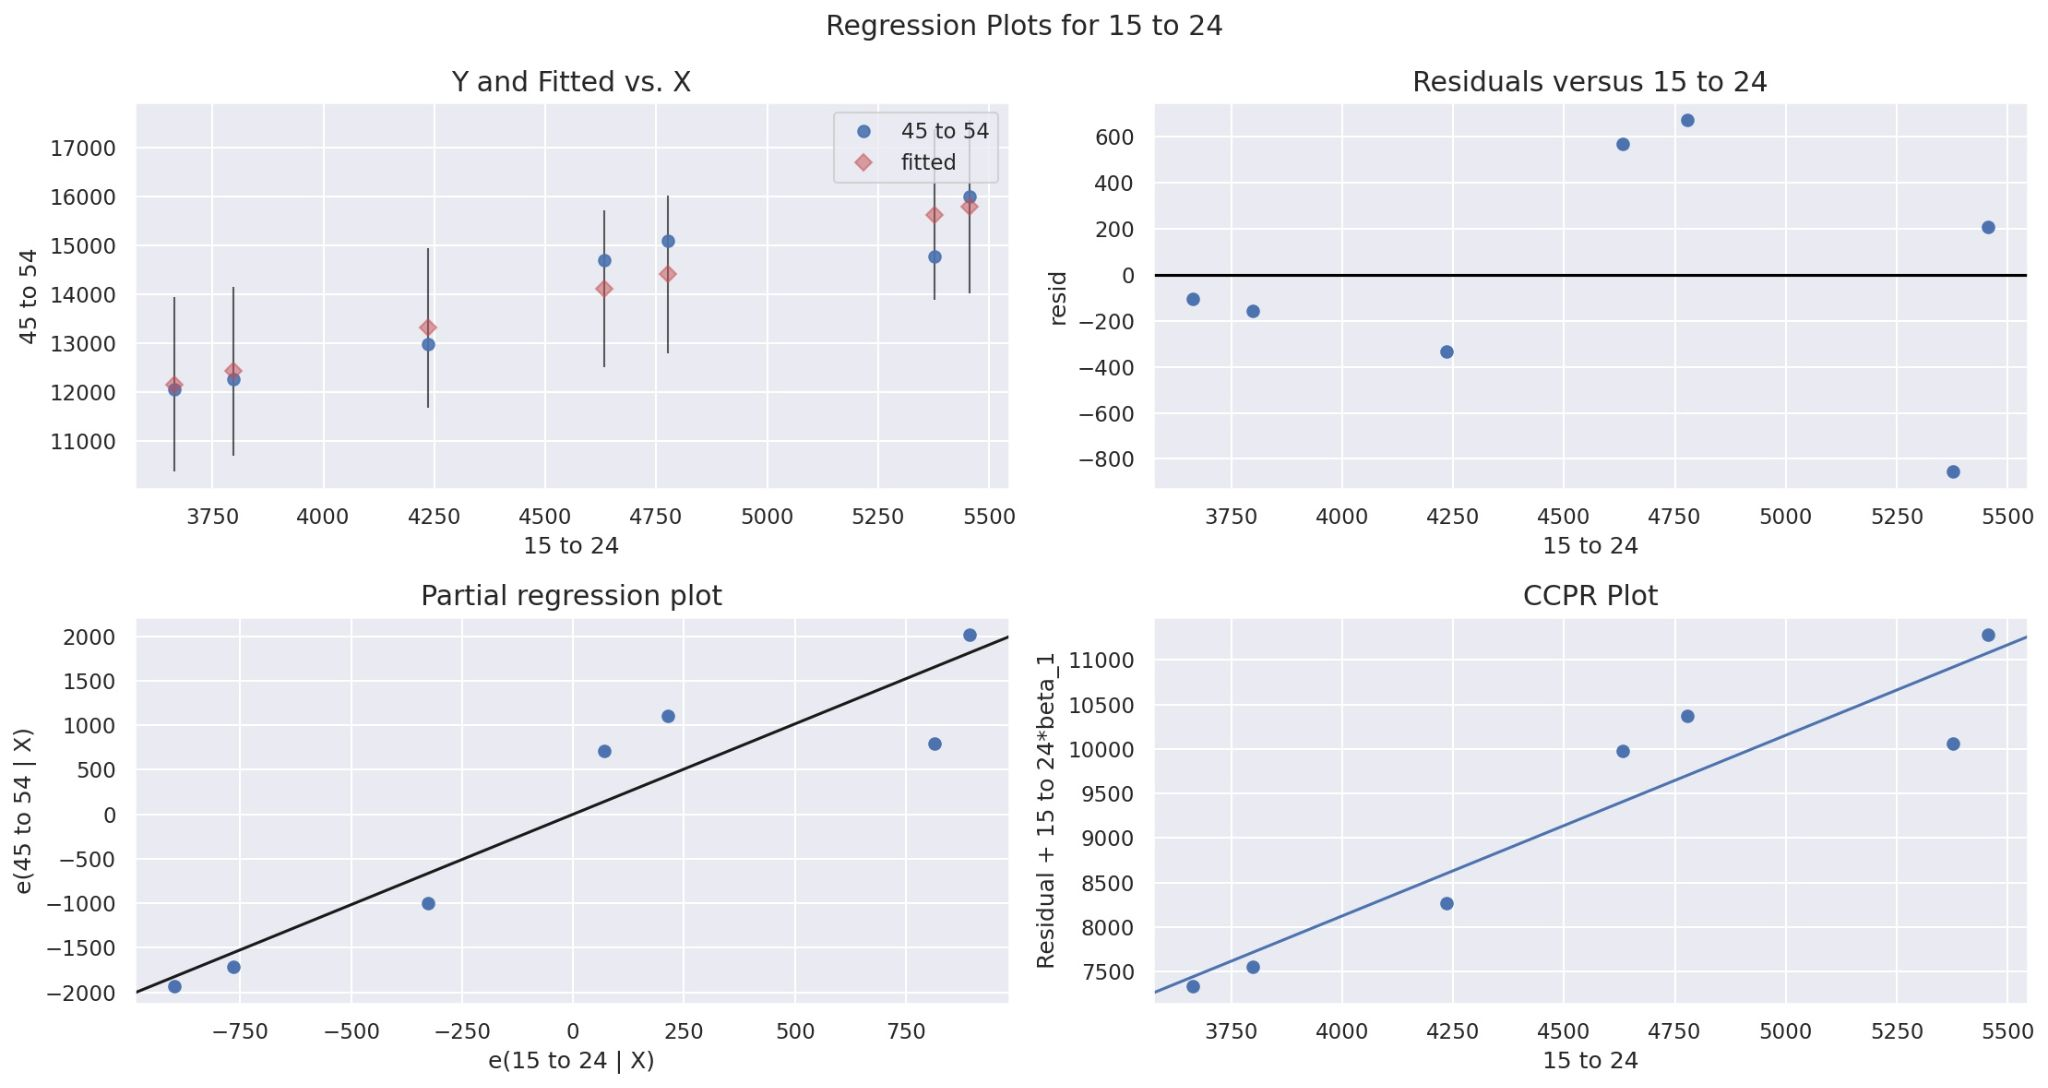 Regression Plots for 15 to 24
Y and Fitted vs. X
45 to 54
fitted
17000
16000
15000
14000
13000
12000
11000
45 to 54
3750 4000 4250 4500 4750 5000 5250 5500
15 to 24
Residuals versus 15 to 24
600
400
200
0
−200
−400
−600
−800
resid
3750 4000 4250 4500 4750 5000 5250 5500
15 to 24
Partial regression plot
2000
1500
1000
500
0
−500
−1000
−1500
−2000
e(45 to 54 | X)
−750 −500 −250 0 250 500 750
e(15 to 24 | X)
CCPR Plot
11000
10500
10000
9500
9000
8500
8000
7500
Residual + 15 to 24*beta_1
3750 4000 4250 4500 4750 5000 5250 5500
15 to 24